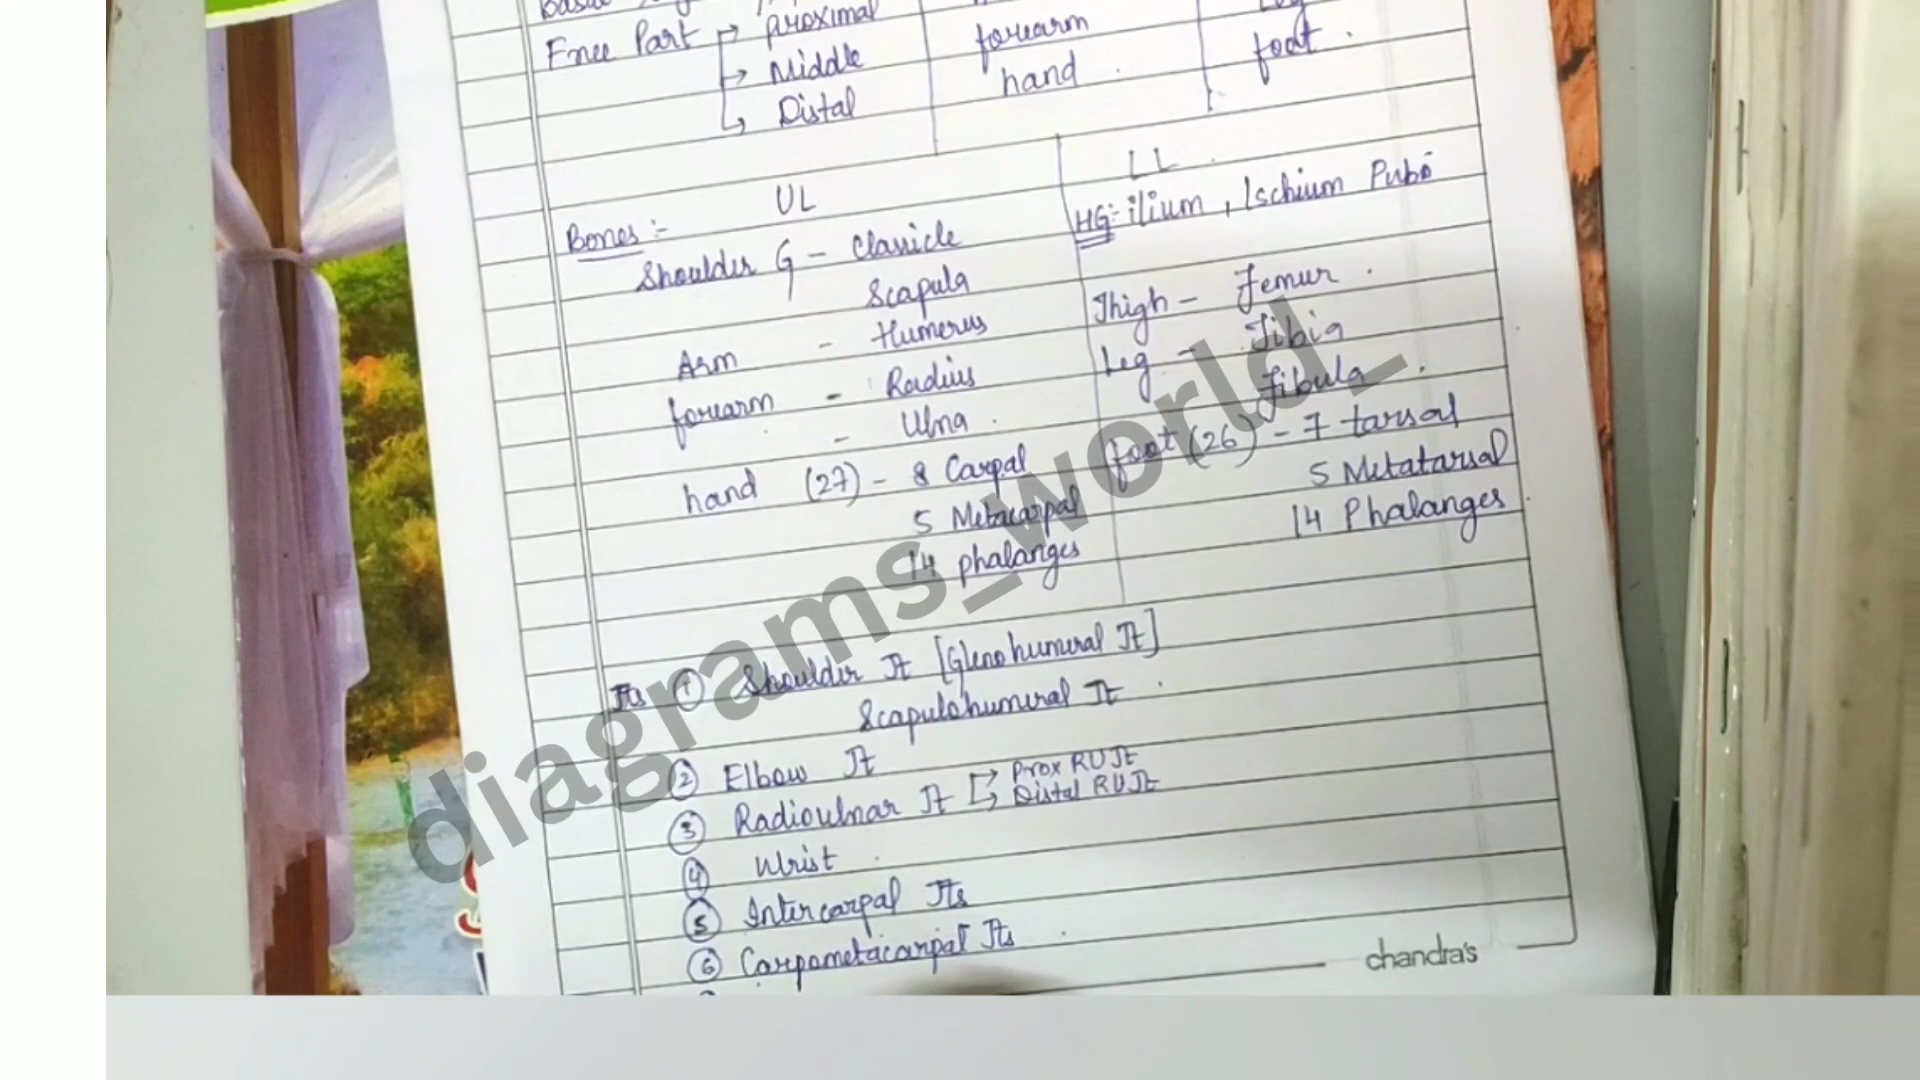 Free Part → proximal
→ Middle forearm
→ Distal hand . foot .
UL LL .
Bones :-
Shoulder G - Clavicle HG:- ilium , Ischium Pubis
Scapula
Arm - Humerus Thigh - Femur .
forearm - Radius Leg - Tibia
- Ulna . Fibula .
hand (27) - 8 Carpal foot (26) - 7 tarsal
5 Metacarpal 5 Metatarsal
14 phalanges 14 Phalanges
Jts ① Shoulder Jt [Glenohumeral Jt]
Scapulohumeral Jt .
② Elbow Jt
③ Radioulnar Jt → Prox RUJt
→ Distal RUJt
④ Wrist .
⑤ Intercarpal Jts
⑥ Carpometacarpal Jts .
chandra's
diagrams_world_